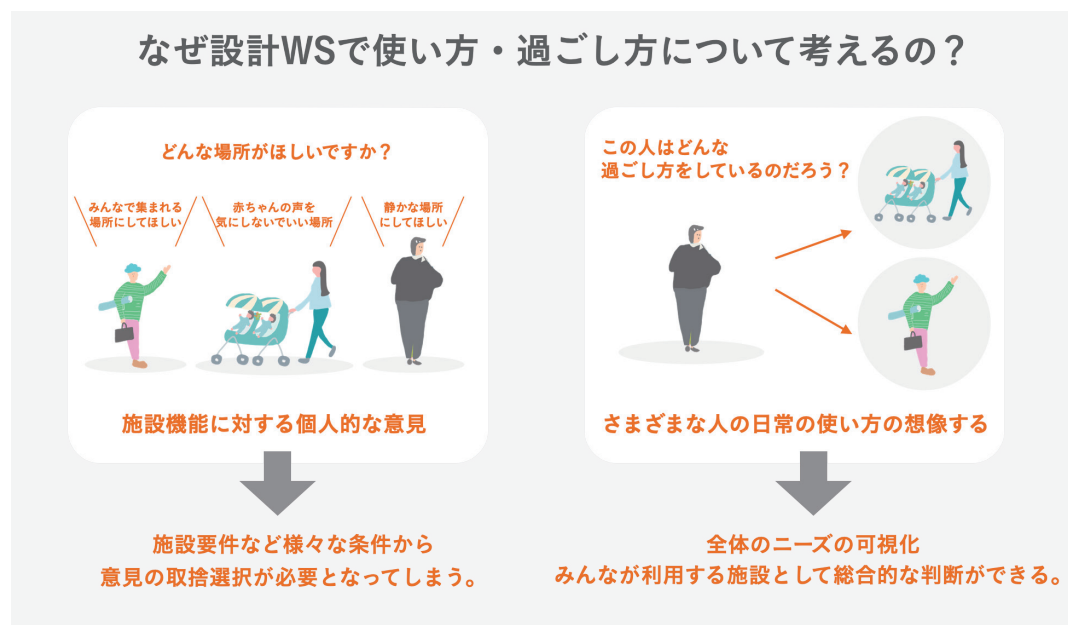 なぜ設計WSで使い方・過ごし方について考えるの？
どんな場所がほしいですか？
みんなで集まれる
場所にしてほしい
赤ちゃんの声を
気にしないでいい場所
静かな場所
にしてほしい
施設機能に対する個人的な意見
施設要件など様々な条件から
意見の取捨選択が必要となってしまう。
この人はどんな
過ごし方をしているのだろう？
さまざまな人の日常の使い方の想像する
全体のニーズの可視化
みんなが利用する施設として総合的な判断ができる。